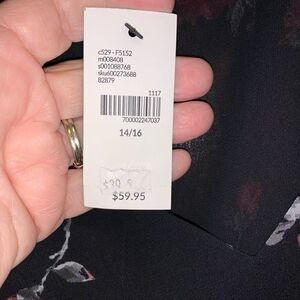 c529 - F5152
m008408
s001088768
sku600273688
82879
1117
700002247037
14/16
$59.95